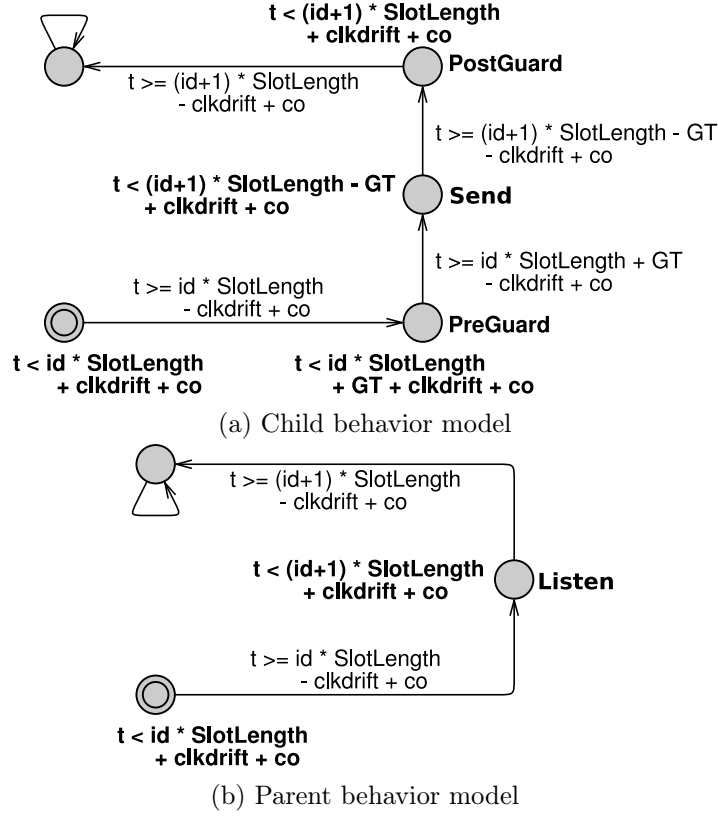 t < (id+1) * SlotLength
+ clkdrift + co
PostGuard
t >= (id+1) * SlotLength
- clkdrift + co
t >= (id+1) * SlotLength - GT
- clkdrift + co
t < (id+1) * SlotLength - GT
+ clkdrift + co
Send
t >= id * SlotLength
- clkdrift + co
t >= id * SlotLength + GT
- clkdrift + co
PreGuard
t < id * SlotLength
+ clkdrift + co
t < id * SlotLength
+ GT + clkdrift + co
(a) Child behavior model
t >= (id+1) * SlotLength
- clkdrift + co
t < (id+1) * SlotLength
+ clkdrift + co
Listen
t >= id * SlotLength
- clkdrift + co
t < id * SlotLength
+ clkdrift + co
(b) Parent behavior model